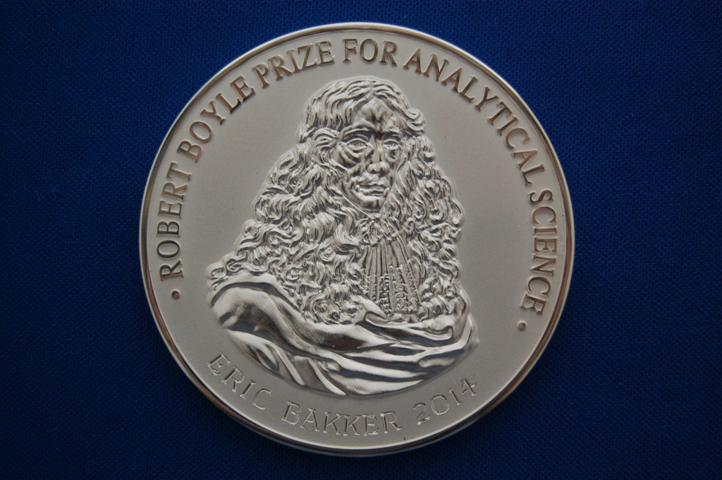 • ROBERT BOYLE PRIZE FOR ANALYTICAL SCIENCE •
ERIC BAKKER 2014